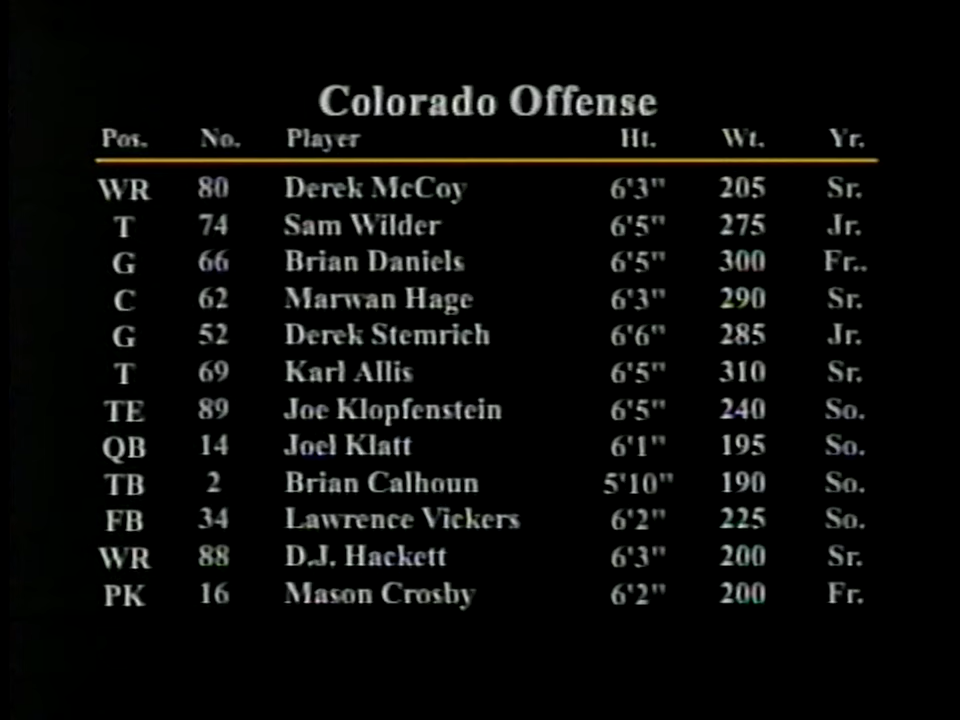 Colorado Offense
Pos. No. Player Ht. Wt. Yr.
WR 80 Derek McCoy 6'3" 205 Sr.
T 74 Sam Wilder 6'5" 275 Jr.
G 66 Brian Daniels 6'5" 300 Fr..
C 62 Marwan Hage 6'3" 290 Sr.
G 52 Derek Stemrich 6'6" 285 Jr.
T 69 Karl Allis 6'5" 310 Sr.
TE 89 Joe Klopfenstein 6'5" 240 So.
QB 14 Joel Klatt 6'1" 195 So.
TB 2 Brian Calhoun 5'10" 190 So.
FB 34 Lawrence Vickers 6'2" 225 So.
WR 88 D.J. Hackett 6'3" 200 Sr.
PK 16 Mason Crosby 6'2" 200 Fr.